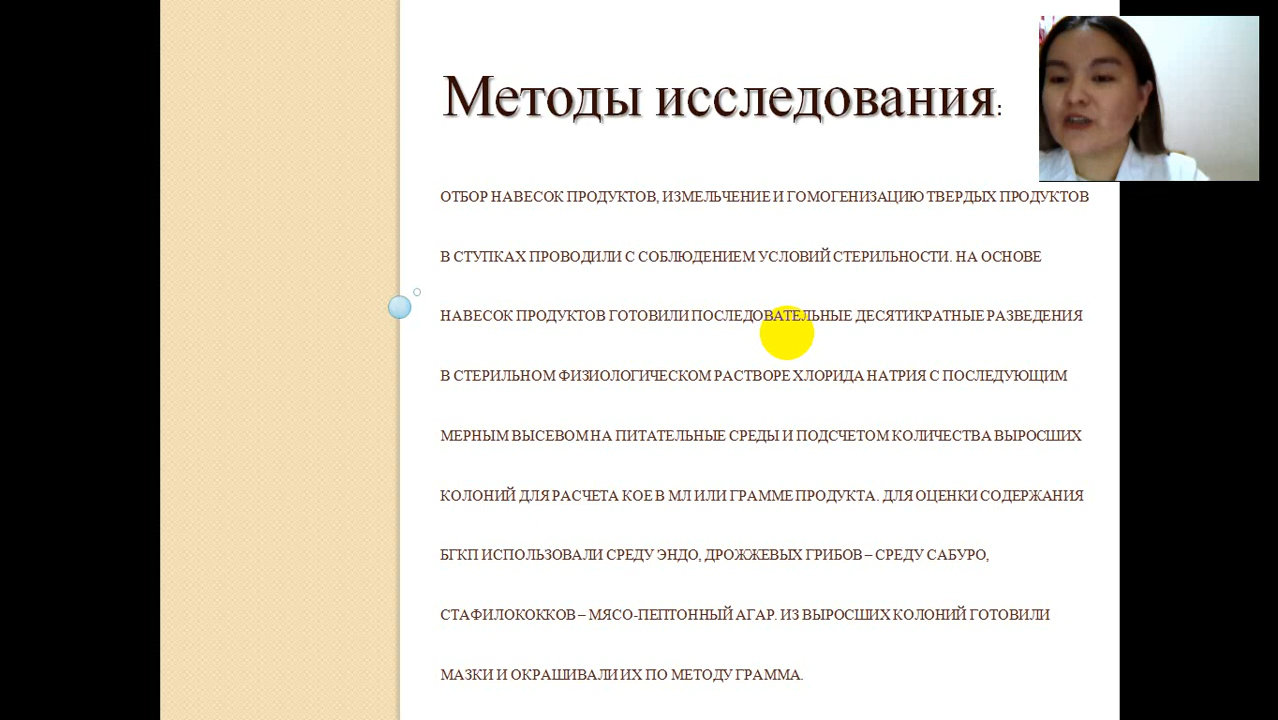 Методы исследования:
ОТБОР НАВЕСОК ПРОДУКТОВ, ИЗМЕЛЬЧЕНИЕ И ГОМОГЕНИЗАЦИЮ ТВЕРДЫХ ПРОДУКТОВ
В СТУПКАХ ПРОВОДИЛИ С СОБЛЮДЕНИЕМ УСЛОВИЙ СТЕРИЛЬНОСТИ. НА ОСНОВЕ
НАВЕСОК ПРОДУКТОВ ГОТОВИЛИ ПОСЛЕДОВАТЕЛЬНЫЕ ДЕСЯТИКРАТНЫЕ РАЗВЕДЕНИЯ
В СТЕРИЛЬНОМ ФИЗИОЛОГИЧЕСКОМ РАСТВОРЕ ХЛОРИДА НАТРИЯ С ПОСЛЕДУЮЩИМ
МЕРНЫМ ВЫСЕВОМ НА ПИТАТЕЛЬНЫЕ СРЕДЫ И ПОДСЧЕТОМ КОЛИЧЕСТВА ВЫРОСШИХ
КОЛОНИЙ ДЛЯ РАСЧЕТА КОЕ В МЛ ИЛИ ГРАММЕ ПРОДУКТА. ДЛЯ ОЦЕНКИ СОДЕРЖАНИЯ
БГКП ИСПОЛЬЗОВАЛИ СРЕДУ ЭНДО, ДРОЖЖЕВЫХ ГРИБОВ – СРЕДУ САБУРО,
СТАФИЛОКОККОВ – МЯСО-ПЕПТОННЫЙ АГАР. ИЗ ВЫРОСШИХ КОЛОНИЙ ГОТОВИЛИ
МАЗКИ И ОКРАШИВАЛИ ИХ ПО МЕТОДУ ГРАММА.